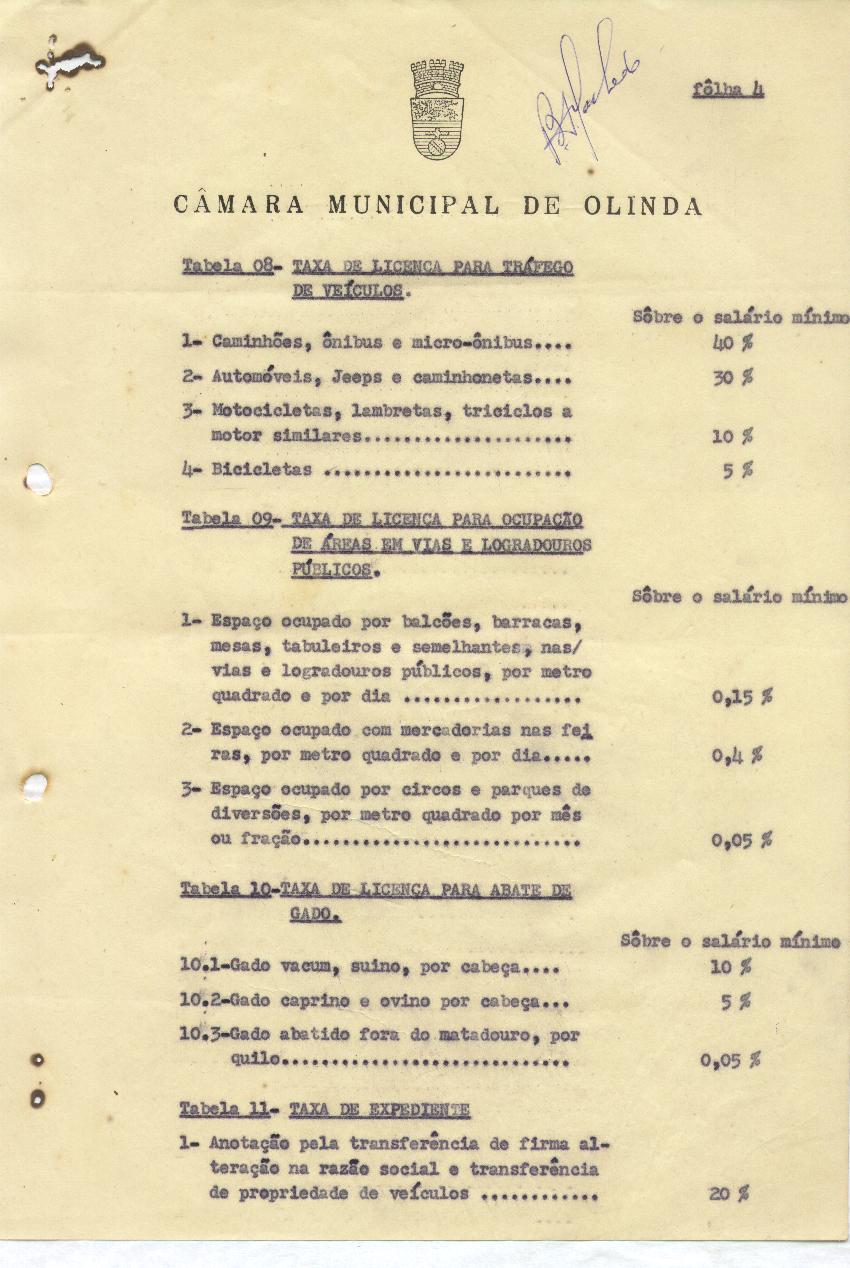 fôlha 4
CÂMARA MUNICIPAL DE OLINDA
Tabela 08- TAXA DE LICENCA PARA TRÁFEGO
DE VEÍCULOS.
Sôbre o salário mínimo
1- Caminhões, ônibus e micro-ônibus.... 40 %
2- Automóveis, Jeeps e caminhonetas.... 30 %
3- Motocicletas, lambretas, triciclos a
motor similares...................... 10 %
4- Bicicletas .......................... 5 %
Tabela 09- TAXA DE LICENCA PARA OCUPAÇÃO
DE ÁREAS EM VIAS E LOGRADOUROS
PÚBLICOS.
Sôbre o salário mínimo
1- Espaço ocupado por balcões, barracas,
mesas, tabuleiros e semelhantes, nas/
vias e logradouros públicos, por metro
quadrado e por dia .................. 0,15 %
2- Espaço ocupado com mercadorias nas fei
ras, por metro quadrado e por dia..... 0,4 %
3- Espaço ocupado por circos e parques de
diversões, por metro quadrado por mês
ou fração............................. 0,05 %
Tabela 10-TAXA DE LICENCA PARA ABATE DE
GADO.
Sôbre o salário mínimo
10.1-Gado vacum, suino, por cabeça.... 10 %
10.2-Gado caprino e ovino por cabeça... 5 %
10.3-Gado abatido fora do matadouro, por
quilo.............................. 0,05 %
Tabela 11- TAXA DE EXPEDIENTE
1- Anotação pela transferência de firma al-
teração na razão social e transferência
de propriedade de veículos ............ 20 %